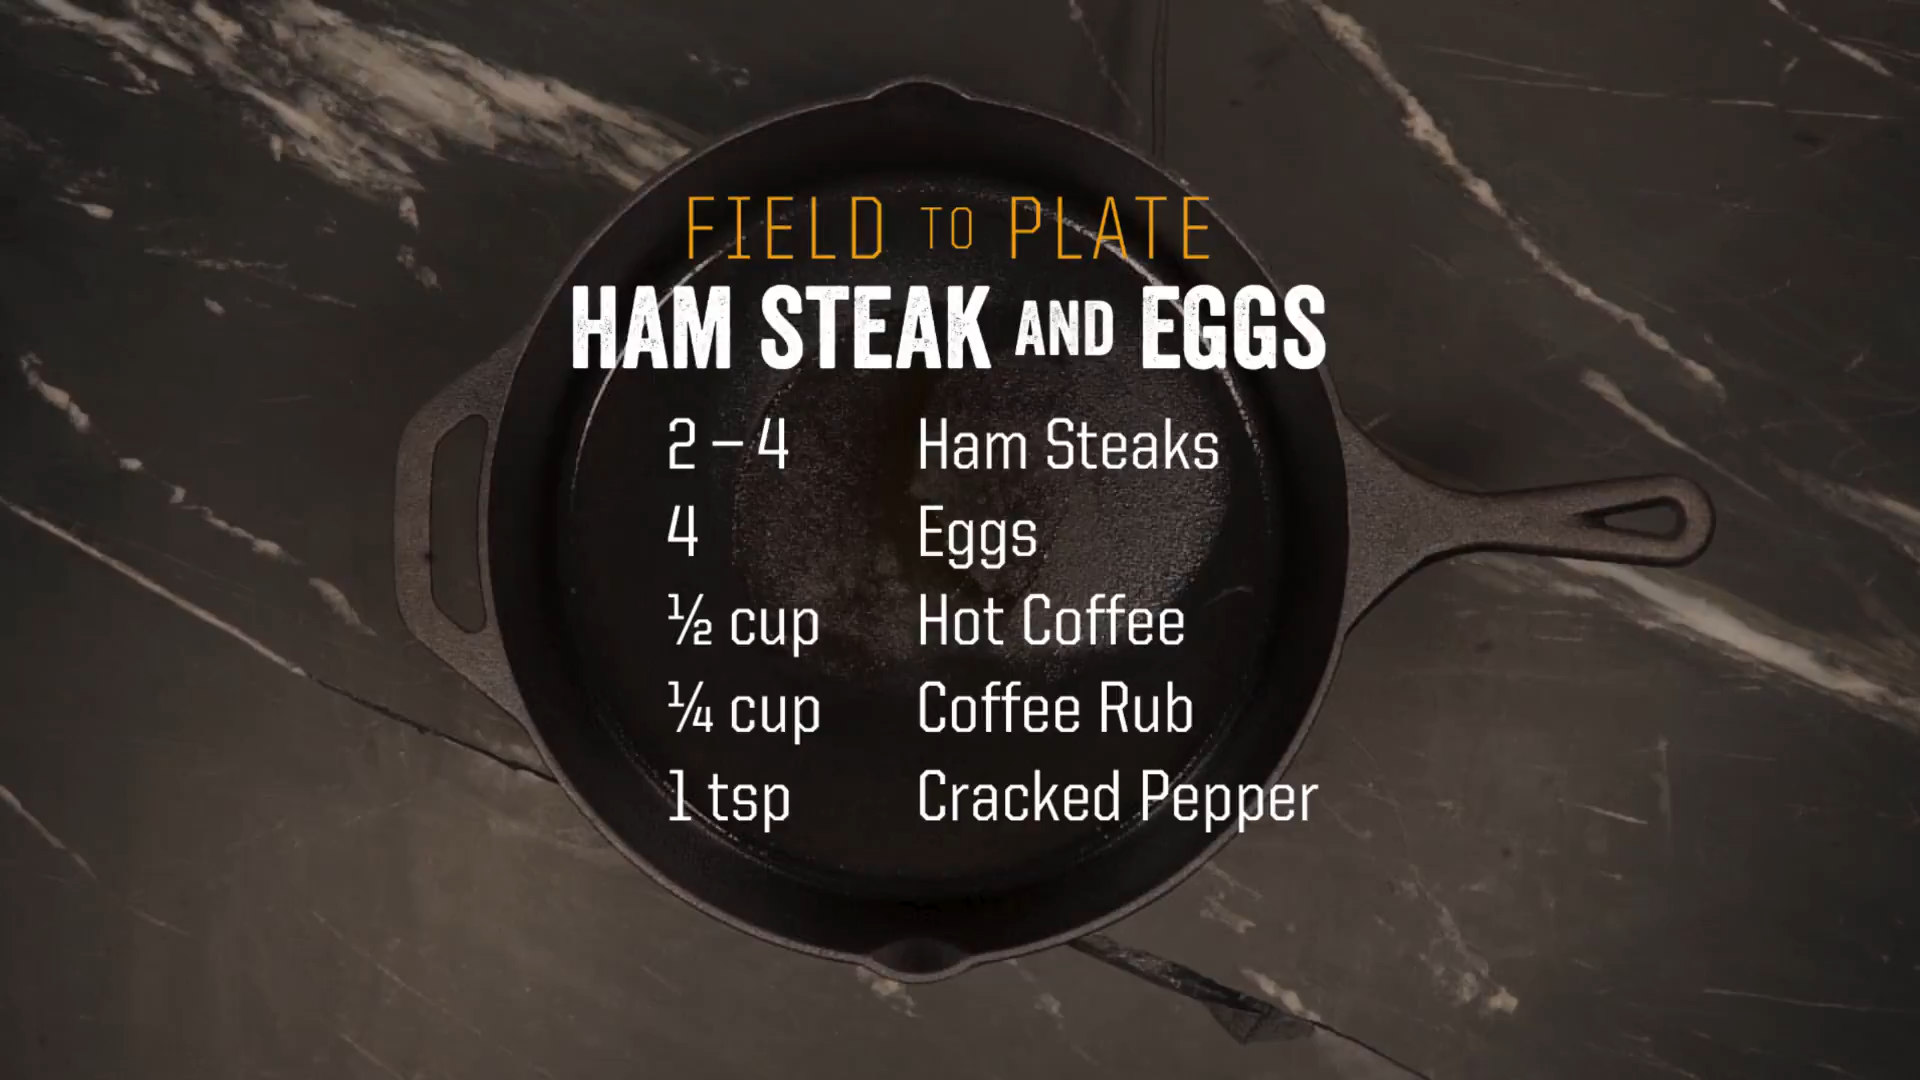 FIELD TO PLATE
HAM STEAK AND EGGS
2 – 4 Ham Steaks
4 Eggs
½ cup Hot Coffee
¼ cup Coffee Rub
1 tsp Cracked Pepper